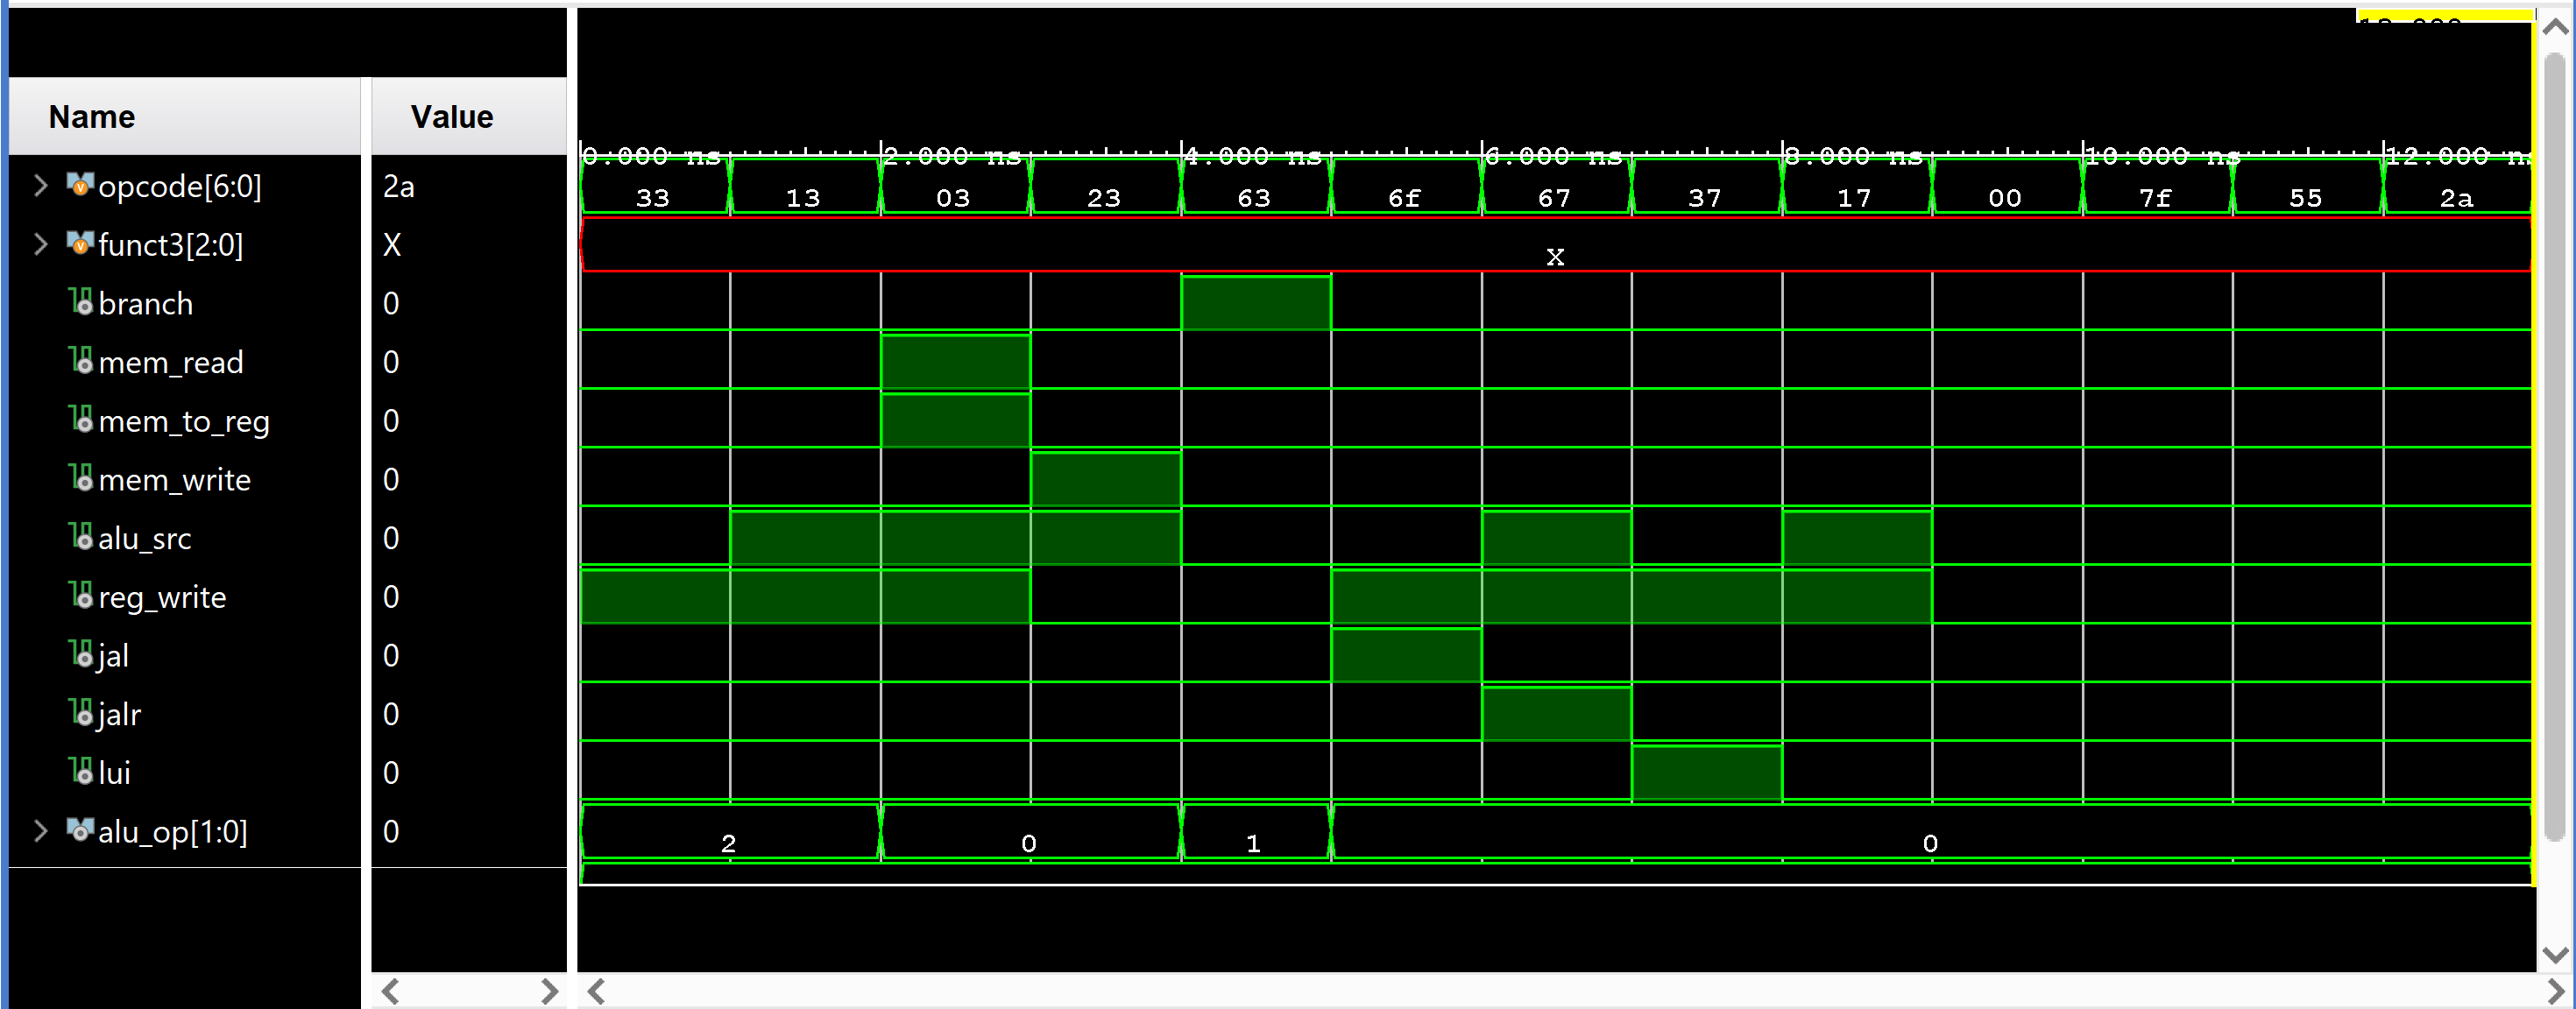 Name Value
0.000 ns 2.000 ns 4.000 ns 6.000 ns 8.000 ns 10.000 ns 12.000
opcode[6:0] 2a 33 13 03 23 63 6f 67 37 17 00 7f 55 2a
funct3[2:0] X X
branch 0
mem_read 0
mem_to_reg 0
mem_write 0
alu_src 0
reg_write 0
jal 0
jalr 0
lui 0
alu_op[1:0] 0 2 0 1 0